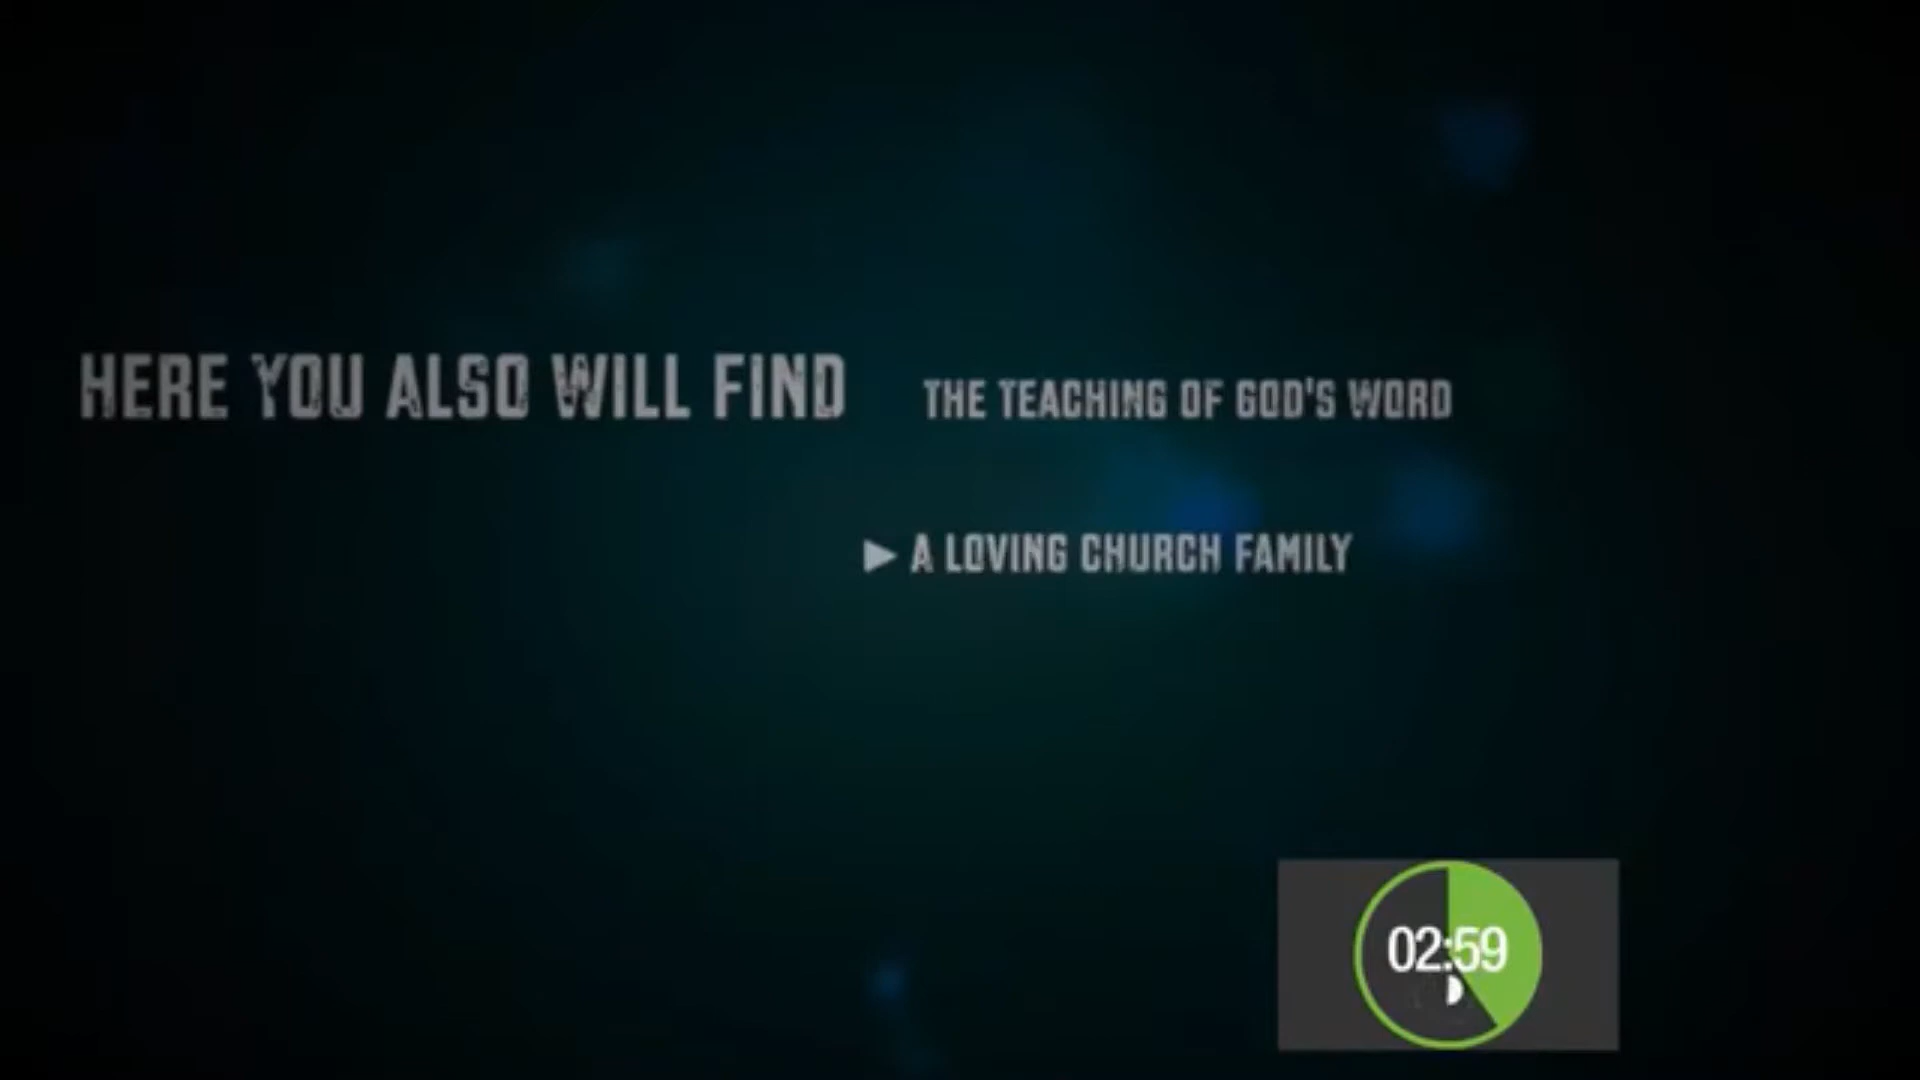 HERE YOU ALSO WILL FIND
THE TEACHING OF GOD'S WORD
▶ A LOVING CHURCH FAMILY
02:59